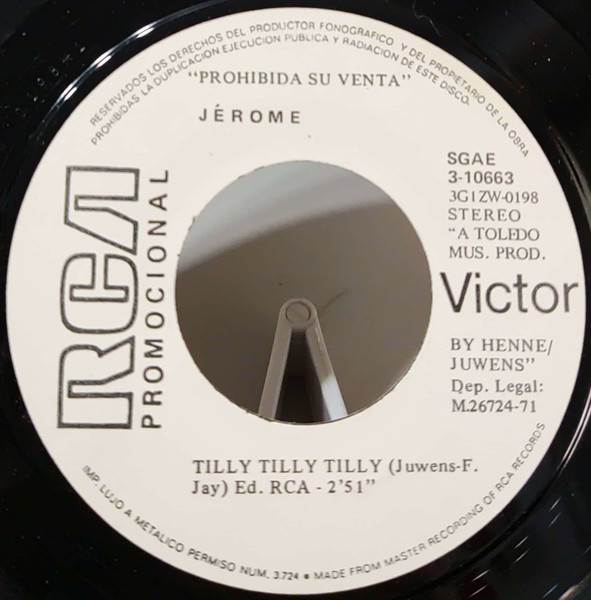 RESERVADOS LOS DERECHOS DEL PRODUCTOR FONOGRAFICO Y DEL PROPIETARIO DE LA OBRA
PROHIBIDAS LA DUPLICACION EJECUCION PUBLICA Y RADIACION DE ESTE DISCO.
"PROHIBIDA SU VENTA"
JÉROME
RCA
PROMOCIONAL
SGAE
3-10663
3G1ZW-0198
STEREO
"A TOLEDO
MUS. PROD.
Victor
BY HENNE/
JUWENS"
Dep. Legal:
M.26724-71
TILLY TILLY TILLY (Juwens-F.
Jay) Ed. RCA - 2'51"
IMP. LUJO A METALICO PERMISO NUM. 3.724 • MADE FROM MASTER RECORDING OF RCA RECORDS